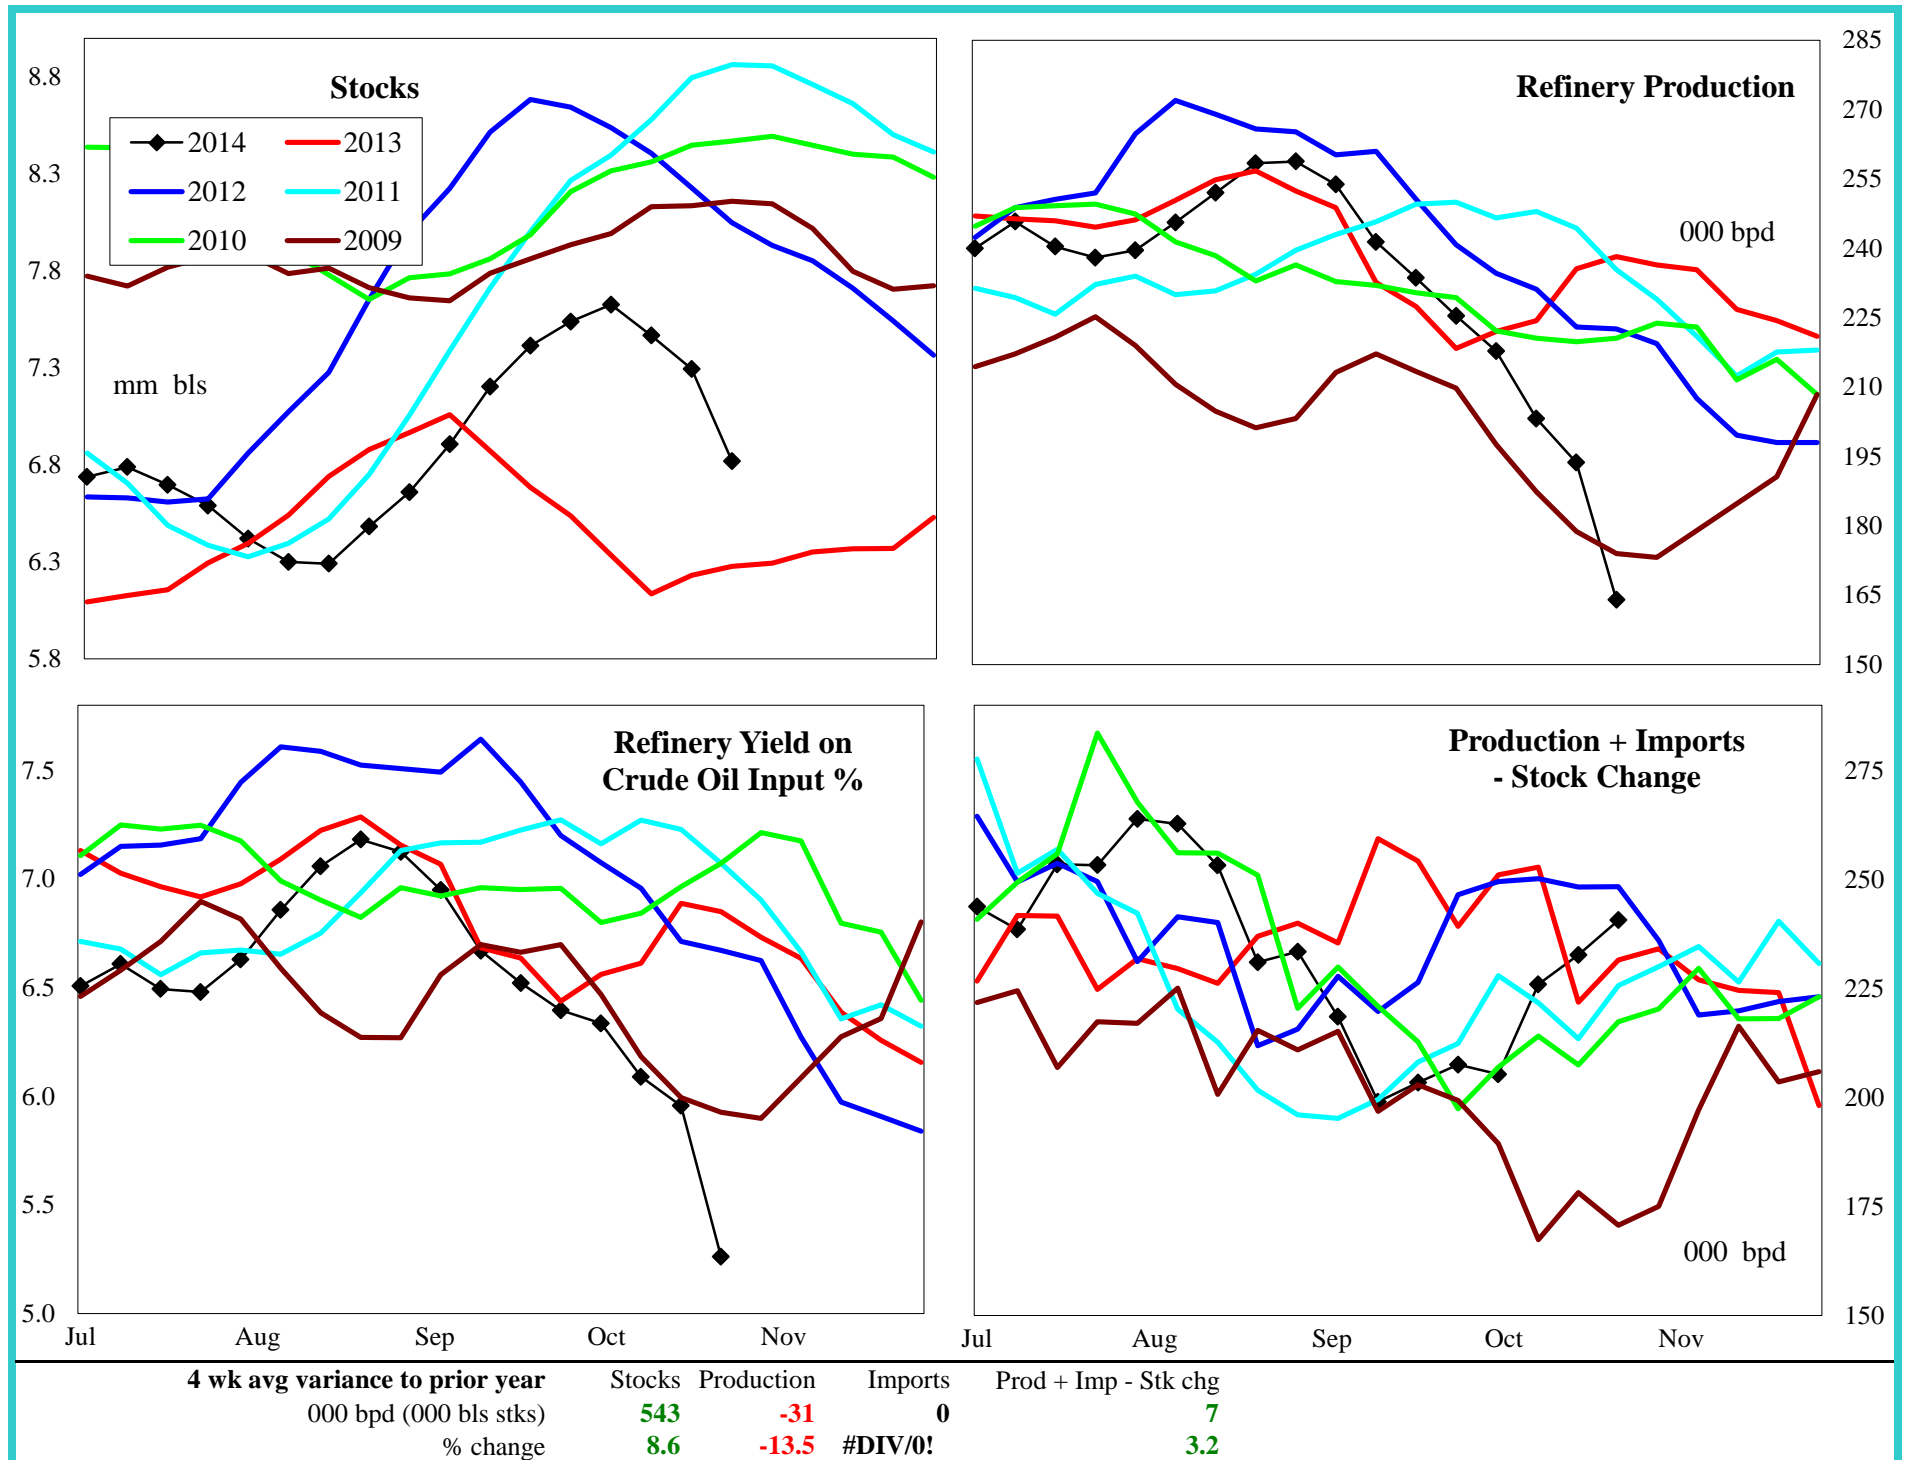 Stocks
2014 2013
2012 2011
2010 2009
mm bls
8.8
8.3
7.8
7.3
6.8
6.3
5.8
Refinery Production
000 bpd
285
270
255
240
225
210
195
180
165
150
Refinery Yield on
Crude Oil Input %
7.5
7.0
6.5
6.0
5.5
5.0
Jul Aug Sep Oct Nov
Production + Imports
- Stock Change
000 bpd
275
250
225
200
175
150
Jul Aug Sep Oct Nov
4 wk avg variance to prior year Stocks Production Imports Prod + Imp - Stk chg
000 bpd (000 bls stks) 543 -31 0 7
% change 8.6 -13.5 #DIV/0! 3.2